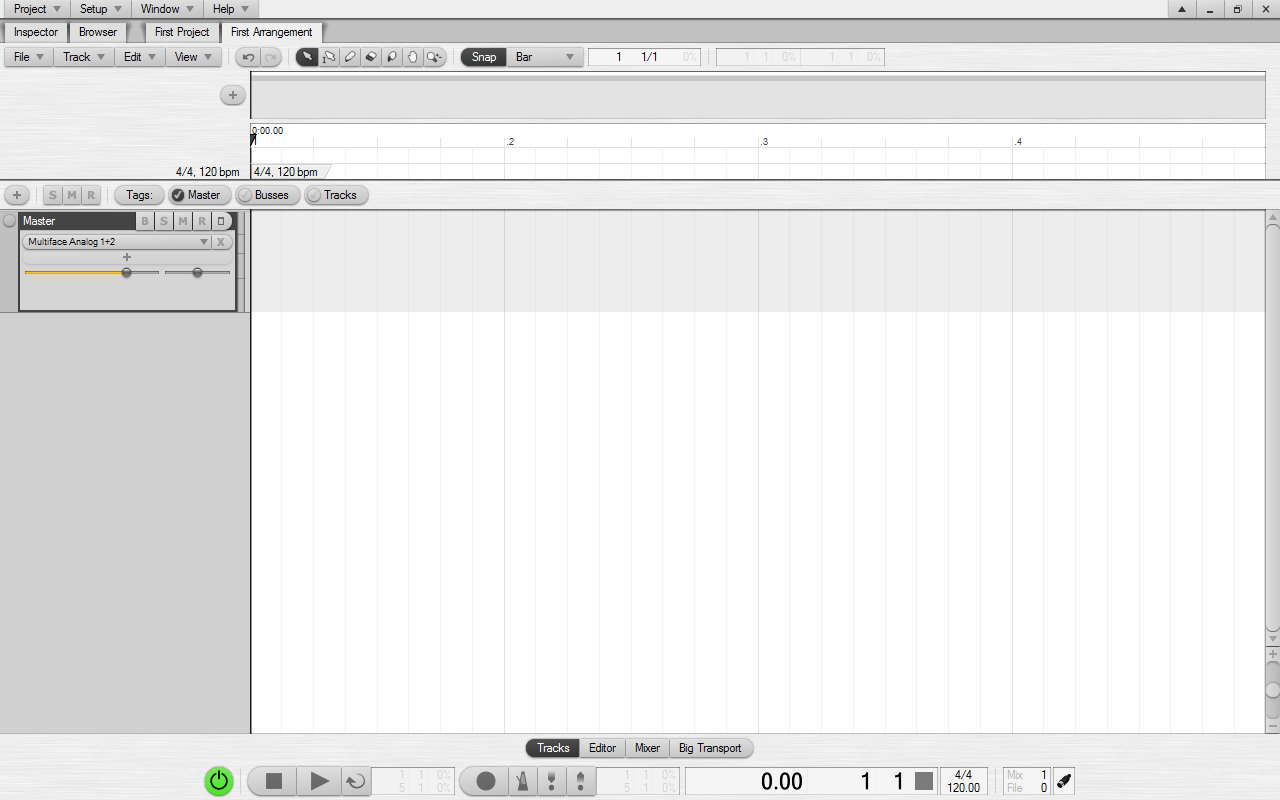 Project Setup Window Help
Inspector Browser First Project First Arrangement
File Track Edit View Snap Bar 1 1/1 0% 1 1 0% 1 1 0%
0:00.00
1 .2 .3 .4
4/4, 120 bpm 4/4, 120 bpm
S M R Tags: Master Busses Tracks
Master B S M R
Multiface Analog 1+2 X
Tracks Editor Mixer Big Transport
1 1 0% 1 1 0% 4/4 Mix 1
0.00 1 1
5 1 0% 5 1 0% 120.00 File 0